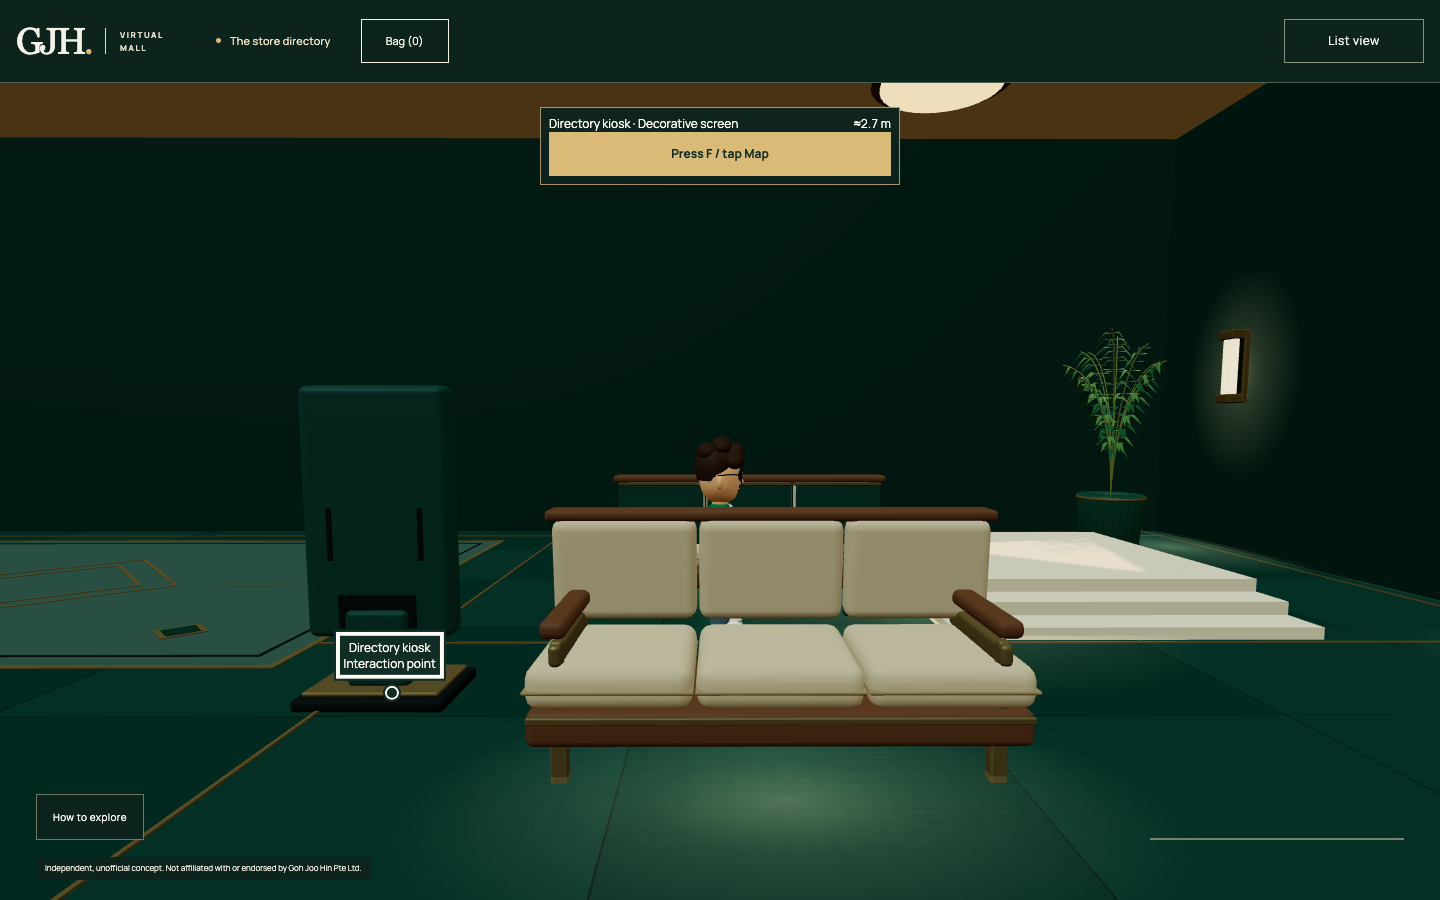 GJH.
VIRTUAL
MALL
The store directory
Bag (0)
List view
Directory kiosk · Decorative screen
≈2.7 m
Press F / tap Map
Directory kiosk
Interaction point
How to explore
Independent, unofficial concept. Not affiliated with or endorsed by Goh Joo Hin Pte Ltd.